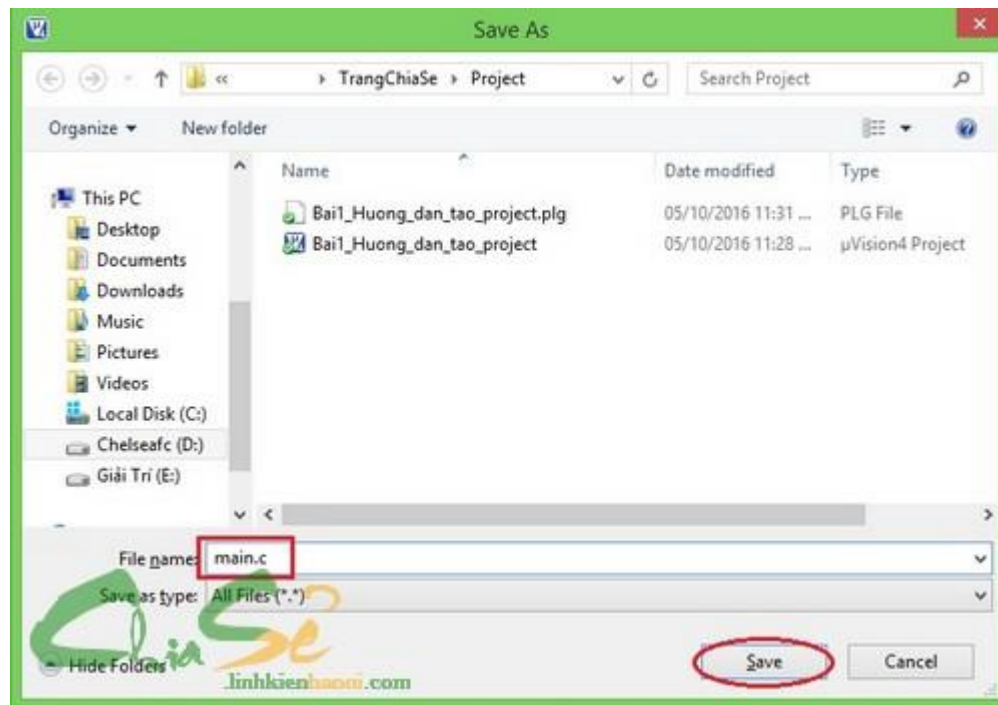 Save As
« › TrangChiaSe › Project
Search Project
Organize
New folder
Name
Date modified
Type
This PC
Desktop
Documents
Downloads
Music
Pictures
Videos
Local Disk (C:)
Chelseafc (D:)
Giải Trí (E:)
Bai1_Huong_dan_tao_project.plg 05/10/2016 11:31 ... PLG File
Bai1_Huong_dan_tao_project 05/10/2016 11:28 ... µVision4 Project
File name: main.c
Save as type: All Files (*.*)
ChiaSe
.linhkienhanoi.com
Hide Folders
Save
Cancel